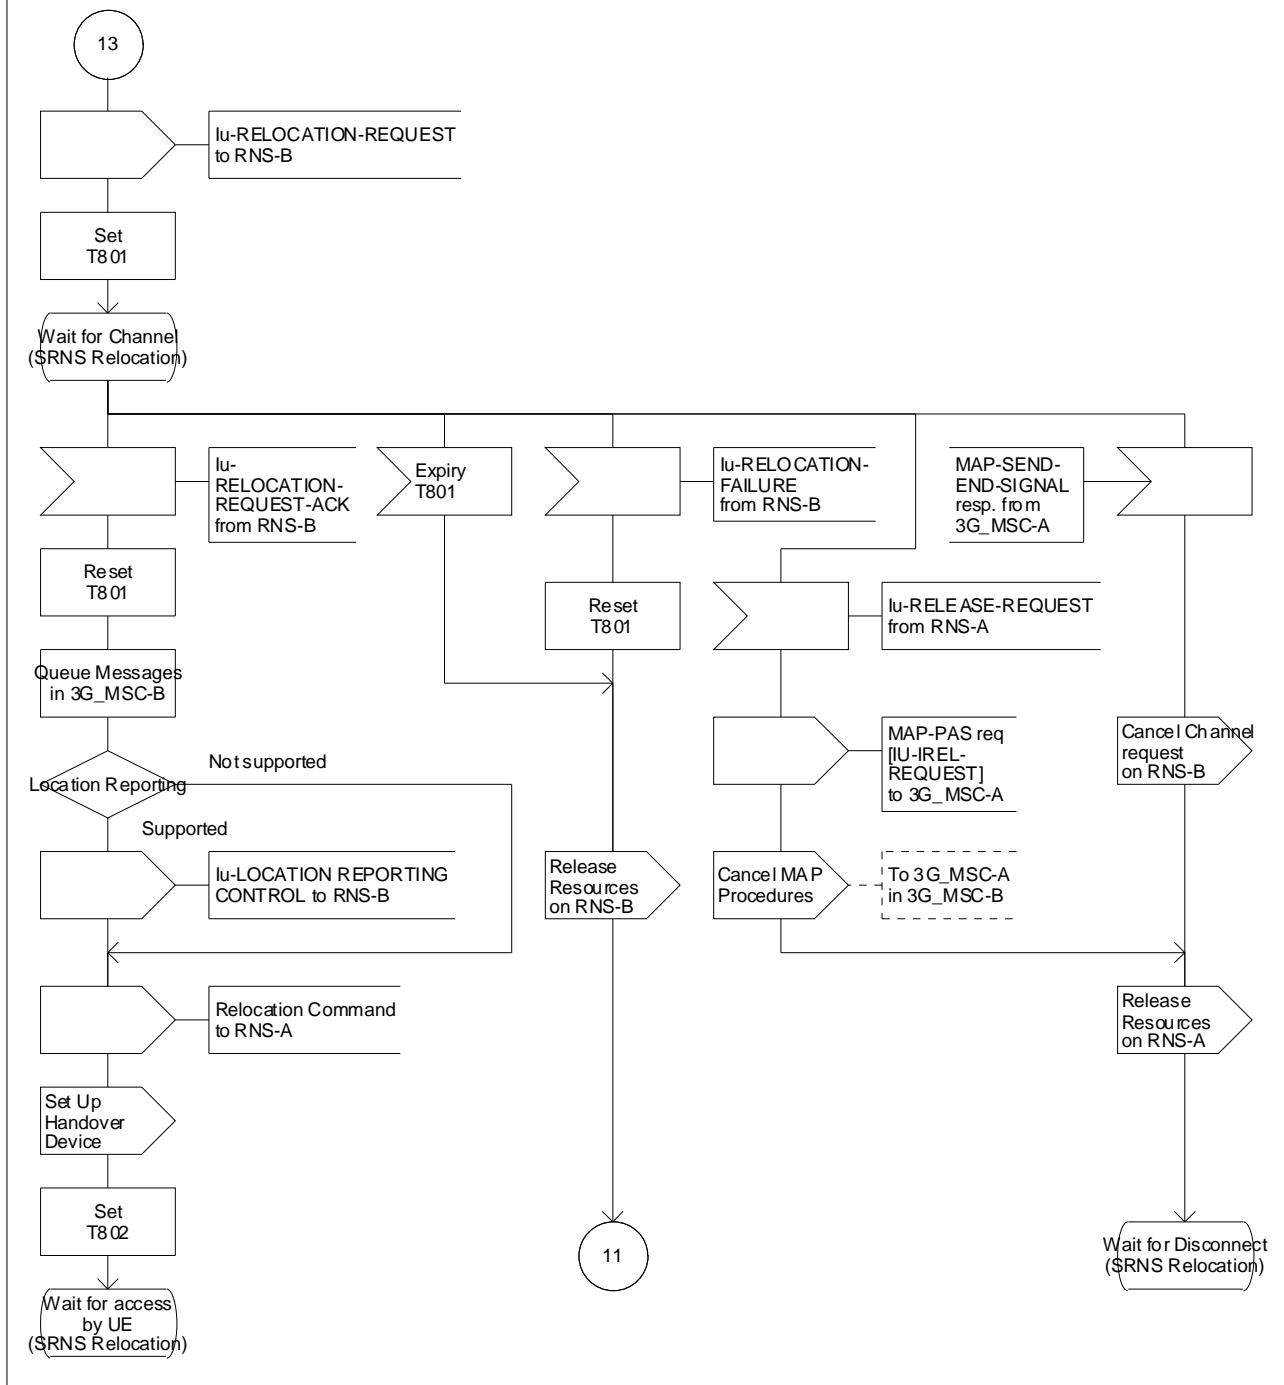 13
Iu-RELOCATION-REQUEST
to RNS-B
Set
T801
Wait for Channel
(SRNS Relocation)
Iu-
RELOCATION-
REQUEST-ACK
from RNS-B
Expiry
T801
Iu-RELOCATION-
FAILURE
from RNS-B
MAP-SEND-
END-SIGNAL
resp. from
3G_MSC-A
Reset
T801
Reset
T801
Iu-RELEASE-REQUEST
from RNS-A
Queue Messages
in 3G_MSC-B
MAP-PAS req
[IU-IREL-
REQUEST]
to 3G_MSC-A
Cancel Channel
request
on RNS-B
Location Reporting
Not supported
Supported
Iu-LOCATION REPORTING
CONTROL to RNS-B
Release
Resources
on RNS-B
Cancel MAP
Procedures
To 3G_MSC-A
in 3G_MSC-B
Relocation Command
to RNS-A
Release
Resources
on RNS-A
Set Up
Handover
Device
Set
T802
11
Wait for Disconnect
(SRNS Relocation)
Wait for access
by UE
(SRNS Relocation)